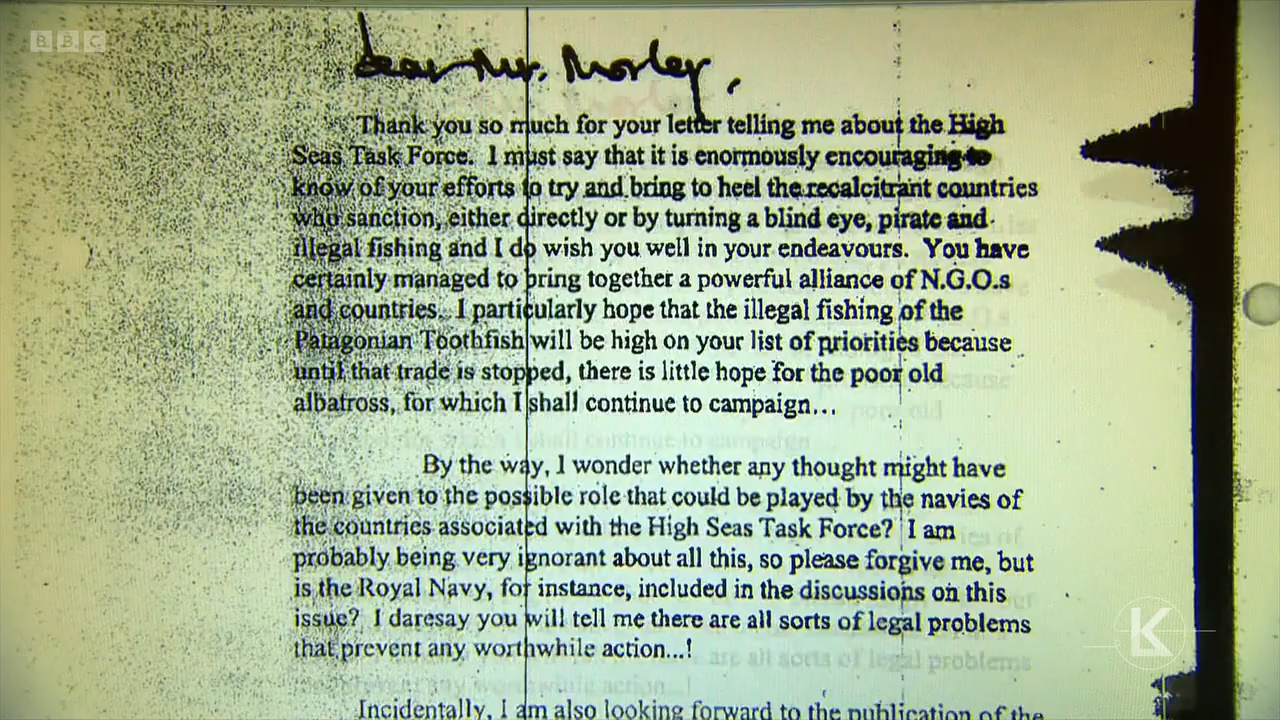 BBC
Dear Mr. Morley,
Thank you so much for your letter telling me about the High
Seas Task Force. I must say that it is enormously encouraging to
know of your efforts to try and bring to heel the recalcitrant countries
who sanction, either directly or by turning a blind eye, pirate and
illegal fishing and I do wish you well in your endeavours. You have
certainly managed to bring together a powerful alliance of N.G.O.s
and countries. I particularly hope that the illegal fishing of the
Patagonian Toothfish will be high on your list of priorities because
until that trade is stopped, there is little hope for the poor old
albatross, for which I shall continue to campaign...
By the way, I wonder whether any thought might have
been given to the possible role that could be played by the navies of
the countries associated with the High Seas Task Force? I am
probably being very ignorant about all this, so please forgive me, but
is the Royal Navy, for instance, included in the discussions on this
issue? I daresay you will tell me there are all sorts of legal problems
that prevent any worthwhile action...!
K
Incidentally, I am also looking forward to the publication of the